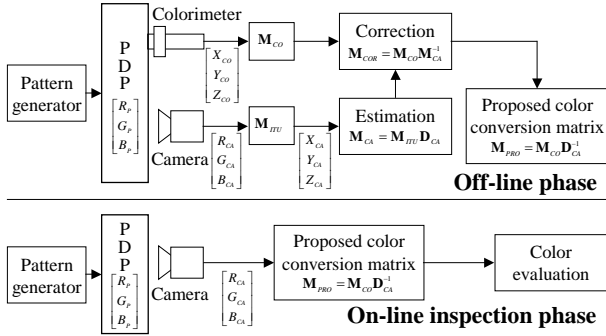 Colorimeter
P
D
P
[R_P
G_P
B_P]
Pattern
generator
[X_CO
Y_CO
Z_CO]
M_CO
Correction
M_COR = M_CO M_CA^-1
Camera
[R_CA
G_CA
B_CA]
M_ITU
[X_CA
Y_CA
Z_CA]
Estimation
M_CA = M_ITU D_CA
Proposed color
conversion matrix
M_PRO = M_CO D_CA^-1
Off-line phase
P
D
P
[R_P
G_P
B_P]
Pattern
generator
Camera
[R_CA
G_CA
B_CA]
Proposed color
conversion matrix
M_PRO = M_CO D_CA^-1
Color
evaluation
On-line inspection phase